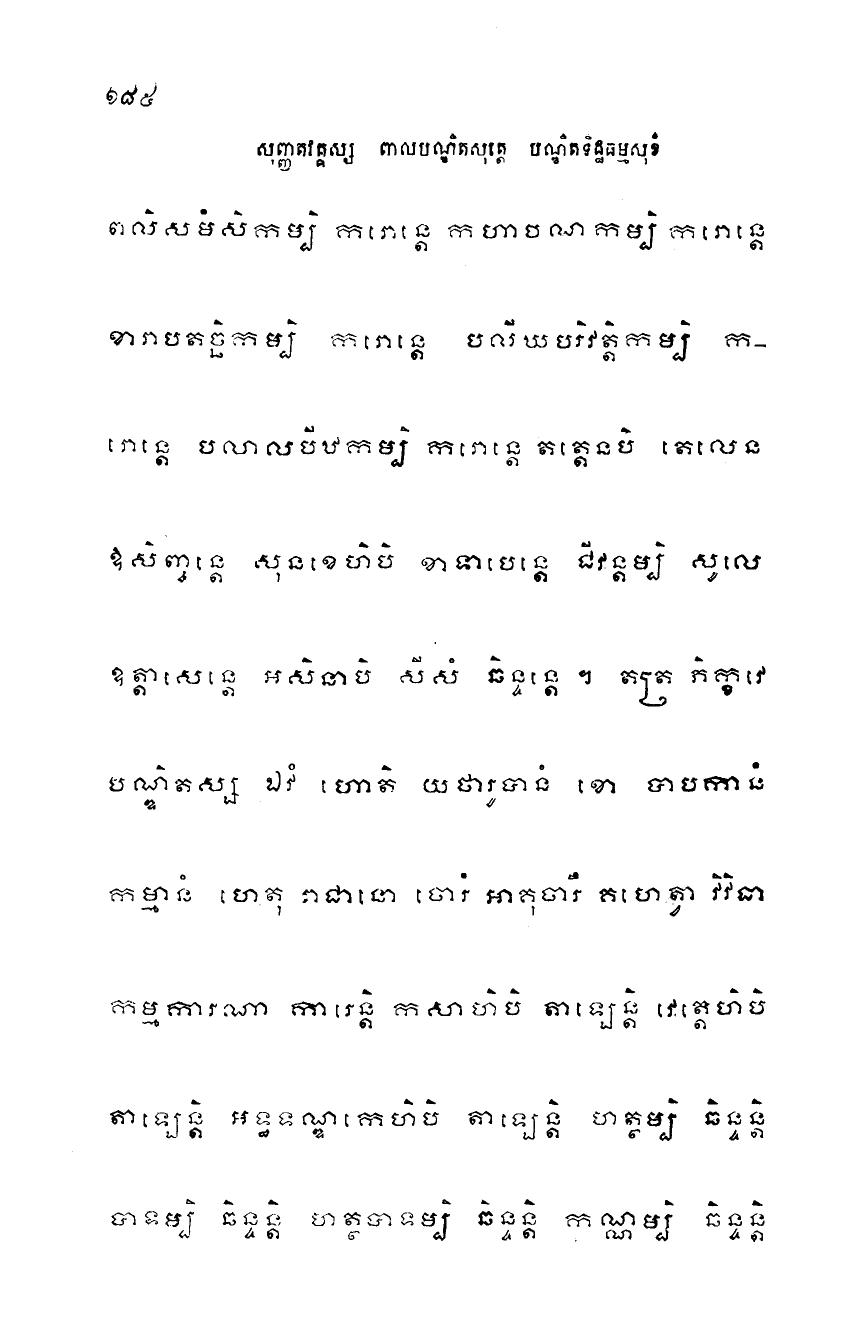 ១៨៥
សុញ្ញតវគ្គស្ស ពាលបណ្ឌិតសុត្តេ បណ្ឌិតទិដ្ឋធម្មសុខំ
ពលិសមំសិកម្បិ ករោន្តេ កហាបណកម្បិ ករោន្តេ
ខារាបតច្ឆិកម្បិ ករោន្តេ បលីឃបរិវត្តិកម្បិ ក-
រោន្តេ បលាលបីឋកម្បិ ករោន្តេ តត្តេនបិ តេលេន
ឱសិញ្ចន្តេ សុនខេហិបិ ខាទាបេន្តេ ជីវន្តម្បិ សូលេ
ឧត្តាសេន្តេ អសិនាបិ សីសំ ឆិន្ទន្តេ ។ តត្រ ភិក្ខវេ
បណ្ឌិតស្ស ឯវំ ហោតិ យថារូបានំ ខោ បាបកានំ
កម្មានំ ហេតុ រាជានោ ចោរំ អាគុចារឹ គហេត្វា វិវិធា
កម្មការណា ការេន្តិ កសាហិបិ តាឡេន្តិ វេត្តេហិបិ
តាឡេន្តិ អទ្ធទណ្ឌកេហិបិ តាឡេន្តិ ហត្ថម្បិ ឆិន្ទន្តិ
បាទម្បិ ឆិន្ទន្តិ ហត្ថបាទម្បិ ឆិន្ទន្តិ កណ្ណម្បិ ឆិន្ទន្តិ